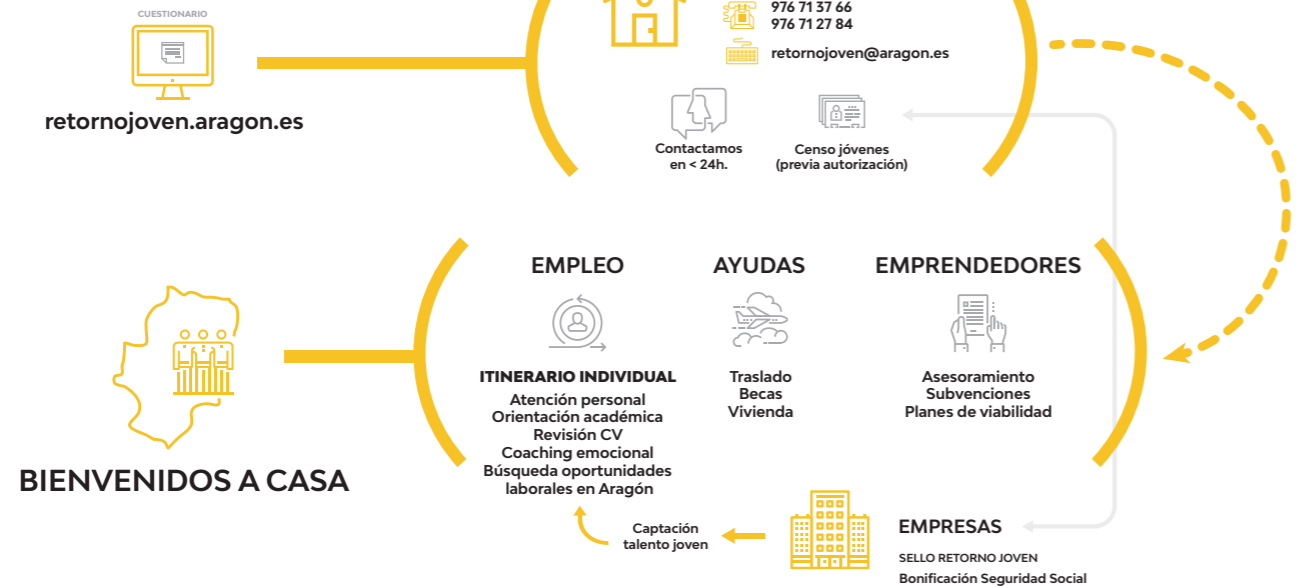 CUESTIONARIO
retornojoven.aragon.es
976 71 37 66
976 71 27 84
retornojoven@aragon.es
Contactamos
en < 24h.
Censo jóvenes
(previa autorización)
BIENVENIDOS A CASA
EMPLEO
ITINERARIO INDIVIDUAL
Atención personal
Orientación académica
Revisión CV
Coaching emocional
Búsqueda oportunidades
laborales en Aragón
AYUDAS
Traslado
Becas
Vivienda
EMPRENDEDORES
Asesoramiento
Subvenciones
Planes de viabilidad
Captación
talento joven
EMPRESAS
SELLO RETORNO JOVEN
Bonificación Seguridad Social